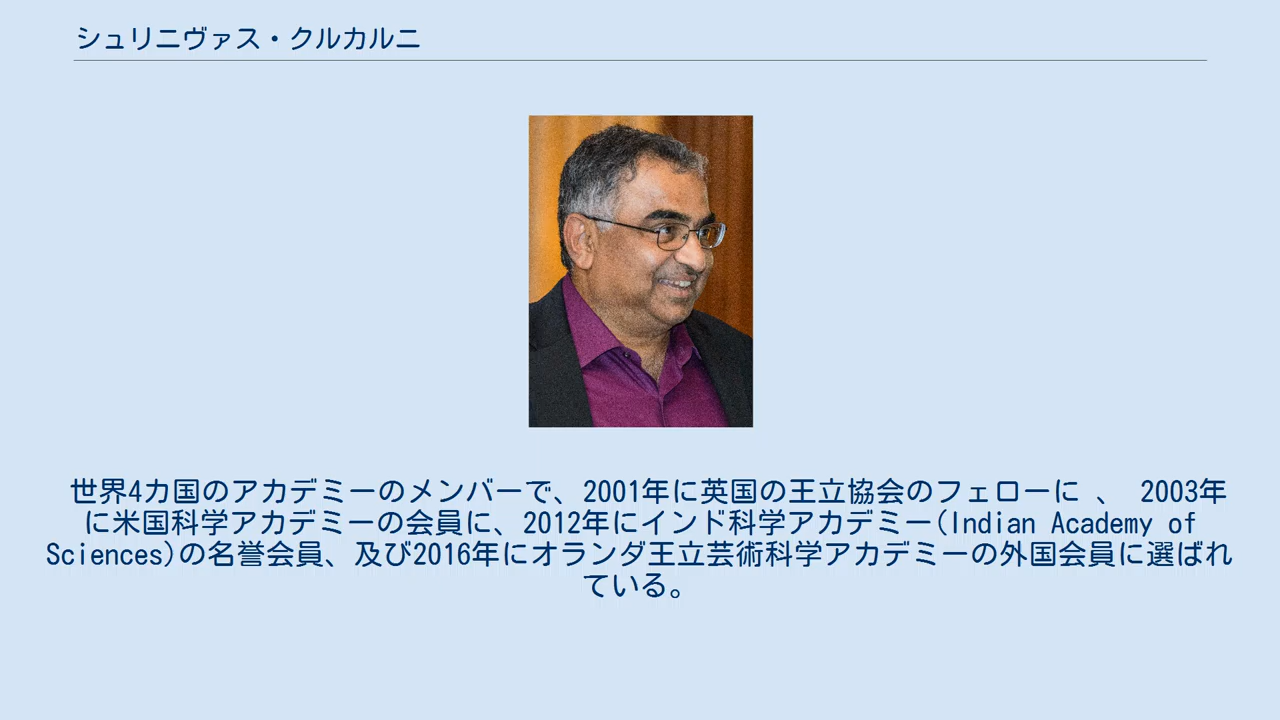 シュリニヴァス・クルカルニ
世界4カ国のアカデミーのメンバーで、2001年に英国の王立協会のフェローに 、 2003年
に米国科学アカデミーの会員に、2012年にインド科学アカデミー(Indian Academy of
Sciences)の名誉会員、及び2016年にオランダ王立芸術科学アカデミーの外国会員に選ばれ
ている。